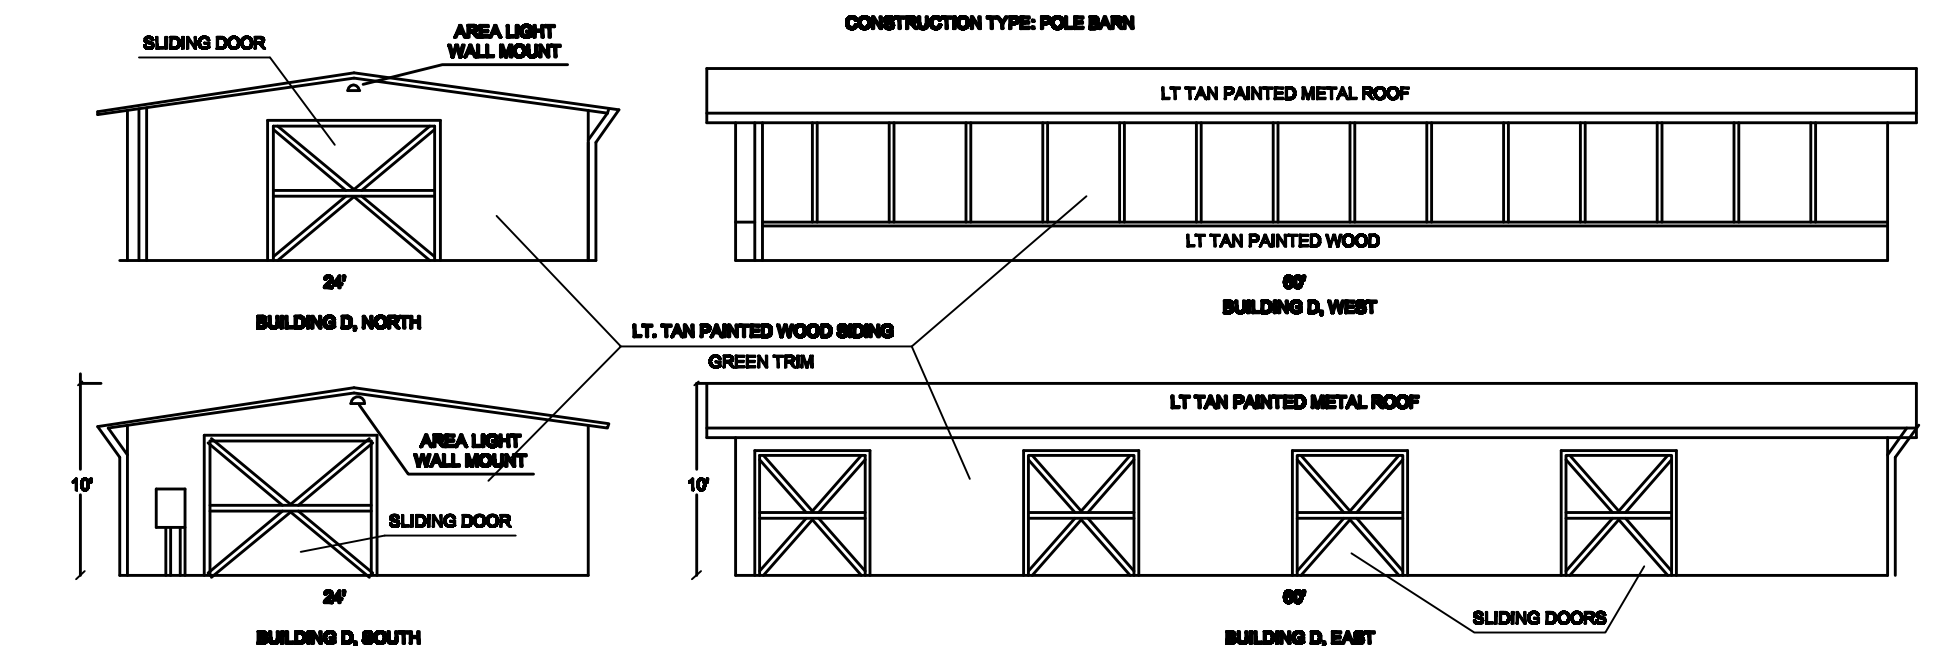 CONSTRUCTION TYPE: POLE BARN
SLIDING DOOR
AREA LIGHT
WALL MOUNT
24'
BUILDING D, NORTH
LT TAN PAINTED METAL ROOF
LT TAN PAINTED WOOD
60'
BUILDING D, WEST
LT. TAN PAINTED WOOD SIDING
GREEN TRIM
10'
AREA LIGHT
WALL MOUNT
SLIDING DOOR
24'
BUILDING D, SOUTH
10'
LT TAN PAINTED METAL ROOF
60'
SLIDING DOORS
BUILDING D, EAST